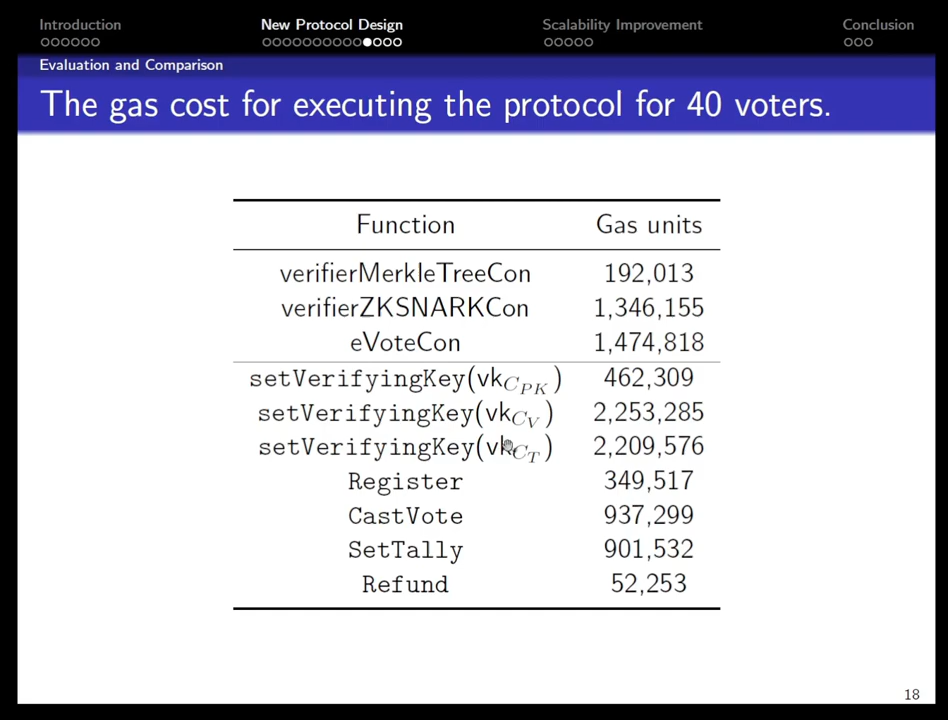 Introduction New Protocol Design Scalability Improvement Conclusion
Evaluation and Comparison
The gas cost for executing the protocol for 40 voters.
Function Gas units
verifierMerkleTreeCon 192,013
verifierZKSNARKCon 1,346,155
eVoteCon 1,474,818
setVerifyingKey(vk_{C_{PK}}) 462,309
setVerifyingKey(vk_{C_V}) 2,253,285
setVerifyingKey(vk_{C_T}) 2,209,576
Register 349,517
CastVote 937,299
SetTally 901,532
Refund 52,253
18